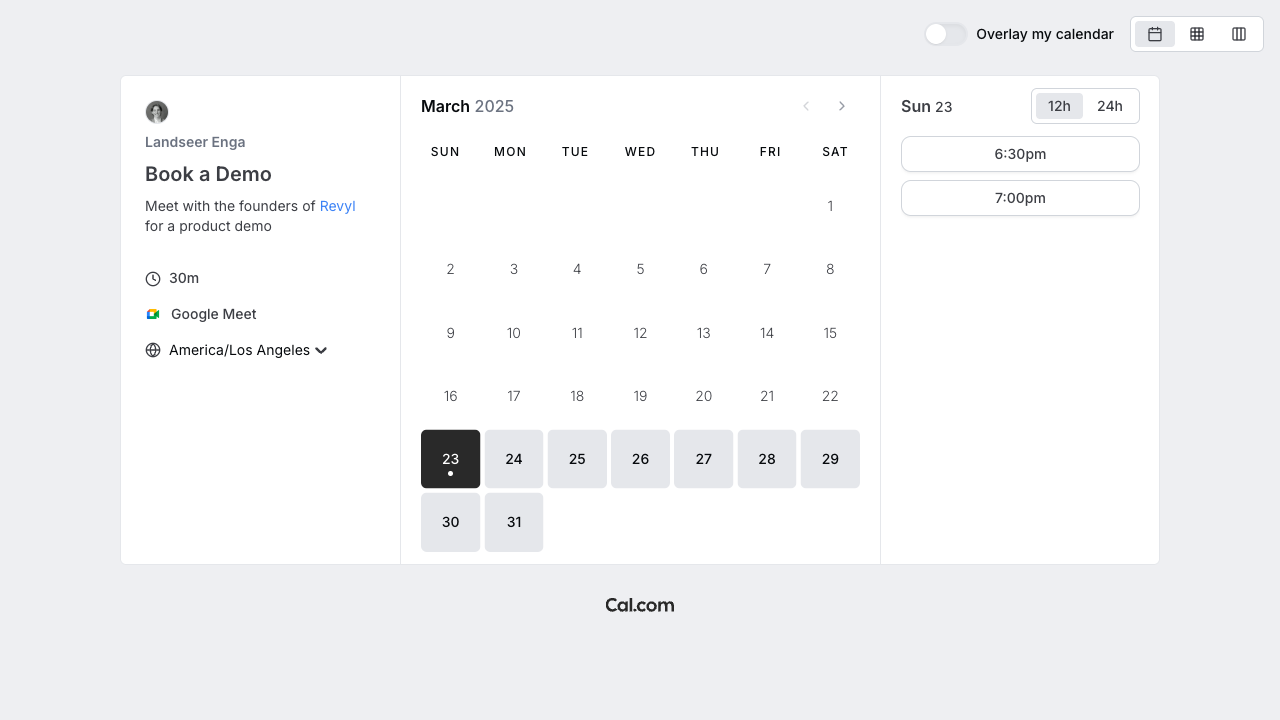 Overlay my calendar
Landseer Enga
Book a Demo
Meet with the founders of Revyl
for a product demo
30m
Google Meet
America/Los Angeles
March 2025
SUN MON TUE WED THU FRI SAT
1
2 3 4 5 6 7 8
9 10 11 12 13 14 15
16 17 18 19 20 21 22
23 24 25 26 27 28 29
30 31
Sun 23
12h 24h
6:30pm
7:00pm
Cal.com